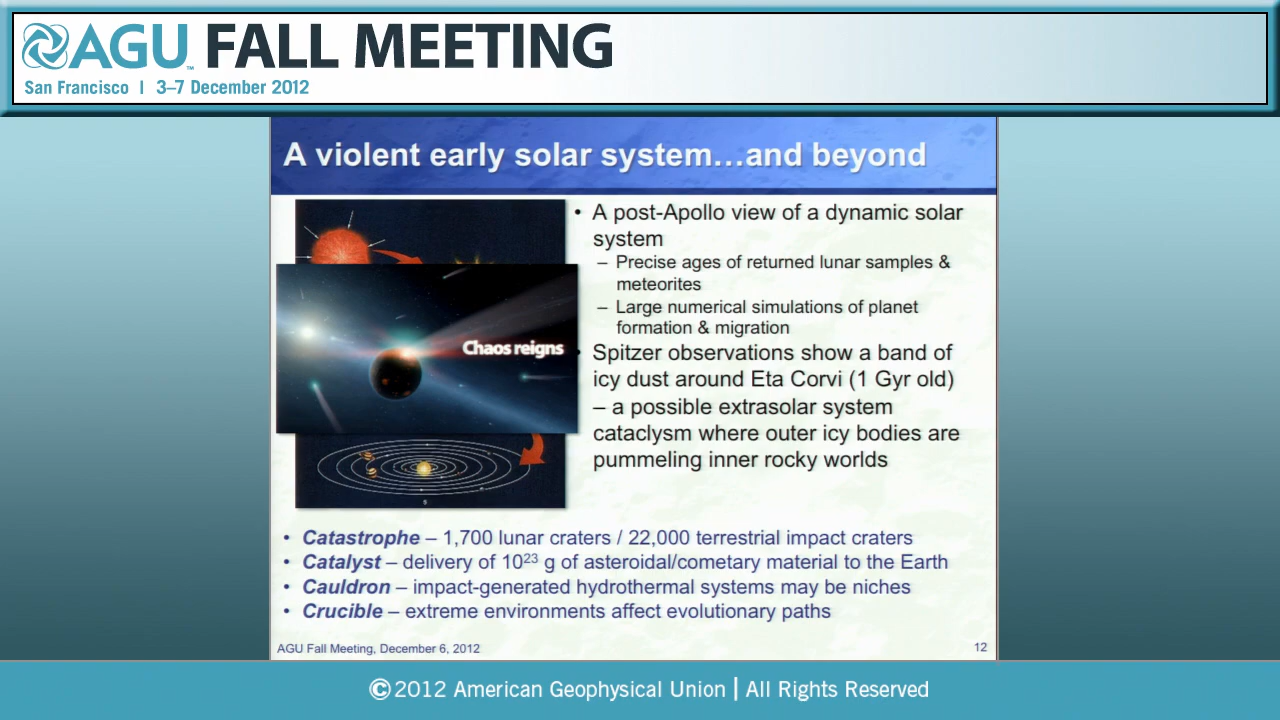 AGU™ FALL MEETING
San Francisco | 3–7 December 2012
A violent early solar system…and beyond
Chaos reigns
• A post-Apollo view of a dynamic solar
system
– Precise ages of returned lunar samples &
meteorites
– Large numerical simulations of planet
formation & migration
• Spitzer observations show a band of
icy dust around Eta Corvi (1 Gyr old)
– a possible extrasolar system
cataclysm where outer icy bodies are
pummeling inner rocky worlds
• Catastrophe – 1,700 lunar craters / 22,000 terrestrial impact craters
• Catalyst – delivery of 10²³ g of asteroidal/cometary material to the Earth
• Cauldron – impact-generated hydrothermal systems may be niches
• Crucible – extreme environments affect evolutionary paths
AGU Fall Meeting, December 6, 2012
12
©2012 American Geophysical Union | All Rights Reserved